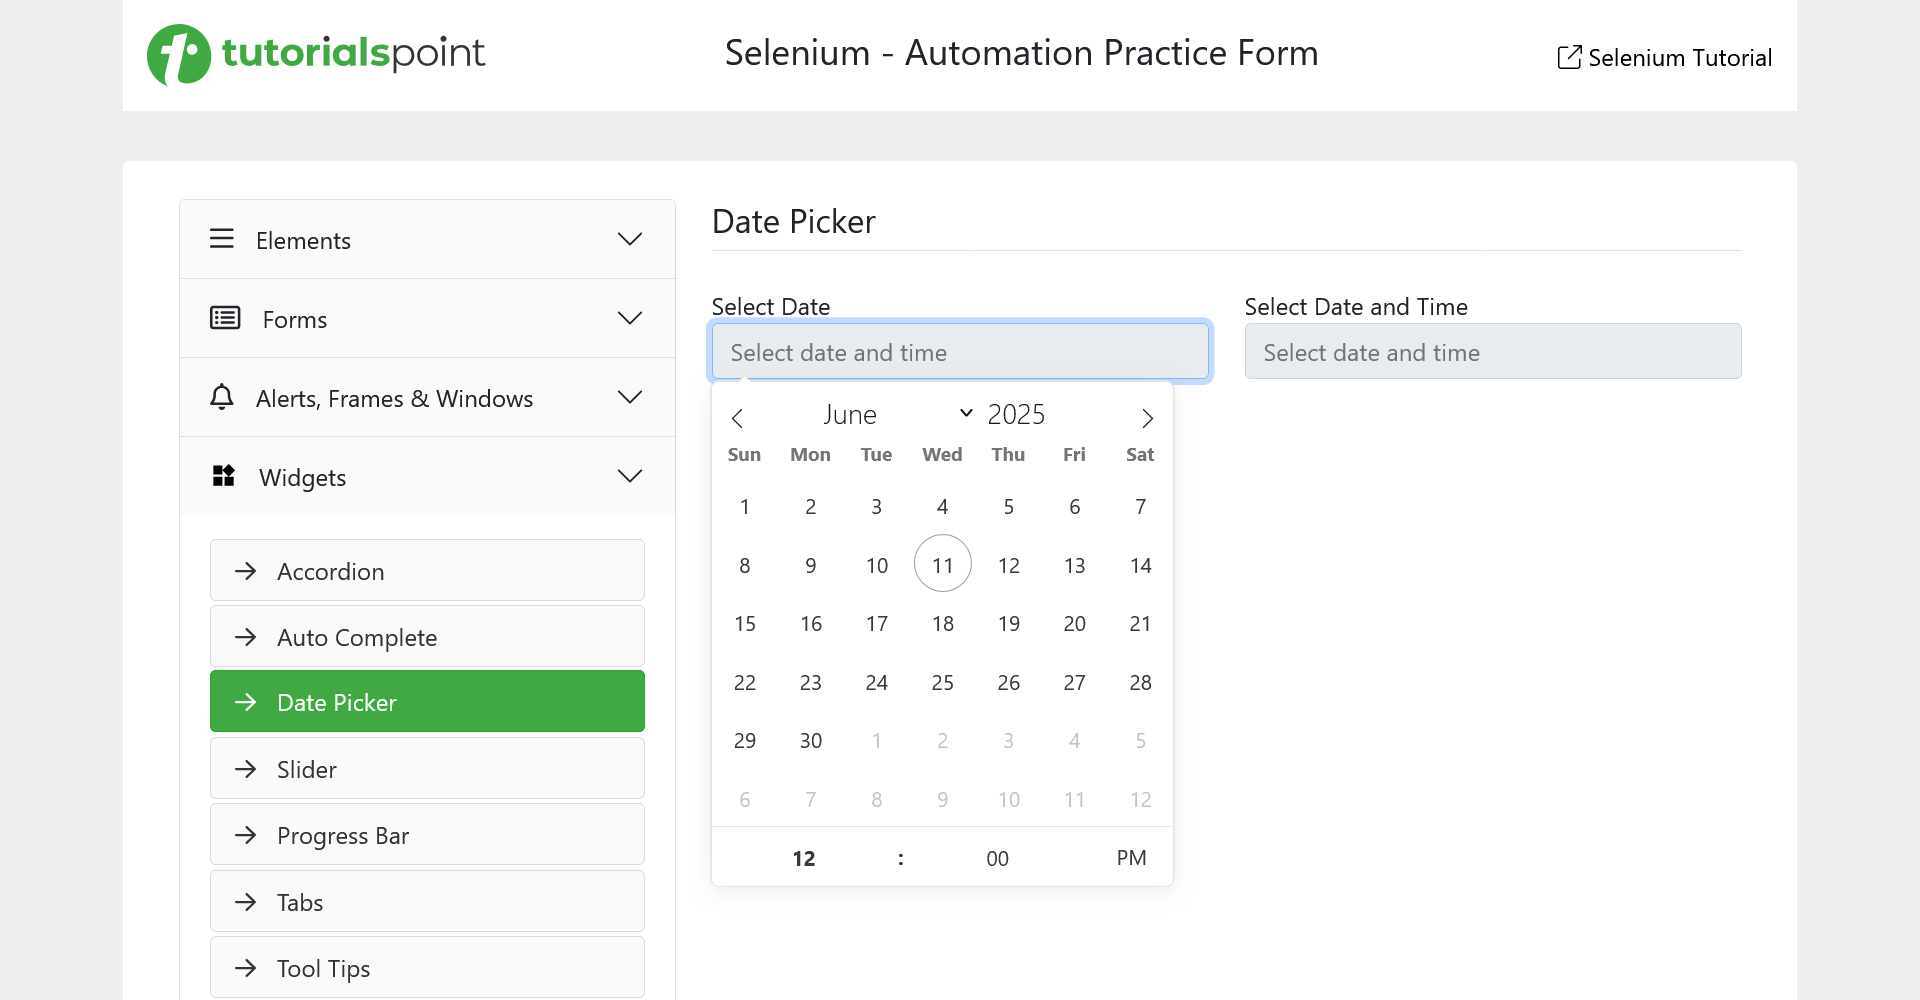 tutorialspoint
Selenium - Automation Practice Form
Selenium Tutorial
Elements
Forms
Alerts, Frames & Windows
Widgets
Accordion
Auto Complete
Date Picker
Slider
Progress Bar
Tabs
Tool Tips
Date Picker
Select Date
Select date and time
Select Date and Time
Select date and time
June 2025
Sun Mon Tue Wed Thu Fri Sat
1 2 3 4 5 6 7
8 9 10 11 12 13 14
15 16 17 18 19 20 21
22 23 24 25 26 27 28
29 30 1 2 3 4 5
6 7 8 9 10 11 12
12 : 00 PM